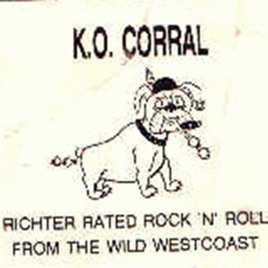 K.O. CORRAL
RICHTER RATED ROCK 'N' ROLL
FROM THE WILD WESTCOAST